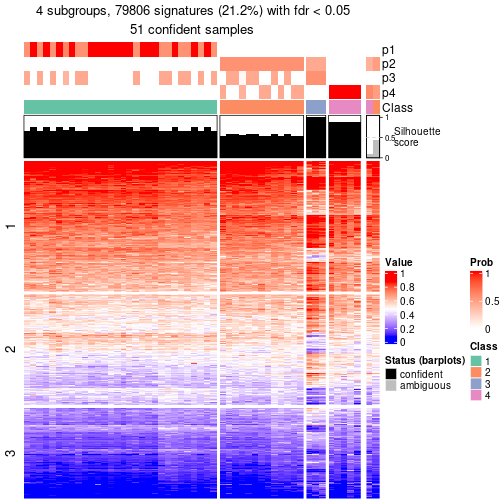 4 subgroups, 79806 signatures (21.2%) with fdr < 0.05
51 confident samples
p1
p2
p3
p4
Class
1
0.5
0
Silhouette
score
1
2
3
Value
1
0.8
0.6
0.4
0.2
0
Prob
1
0.5
0
Status (barplots)
confident
ambiguous
Class
1
2
3
4